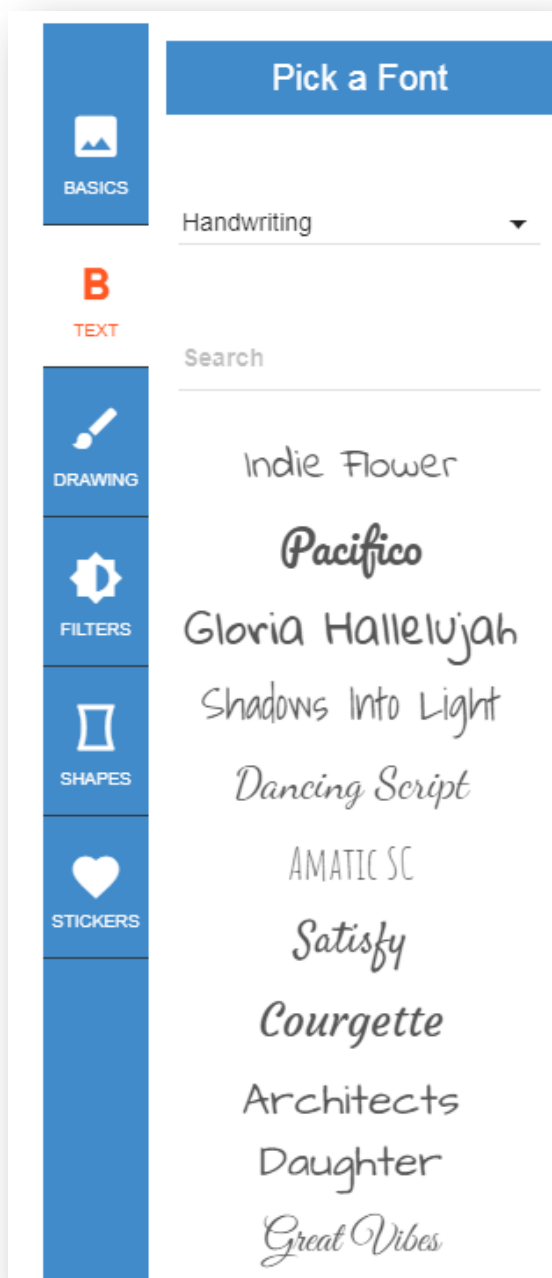 BASICS
B
TEXT
DRAWING
FILTERS
SHAPES
STICKERS
Pick a Font
Handwriting
Search
Indie Flower
Pacifico
Gloria Hallelujah
Shadows Into Light
Dancing Script
AMATIC SC
Satisfy
Courgette
Architects
Daughter
Great Vibes